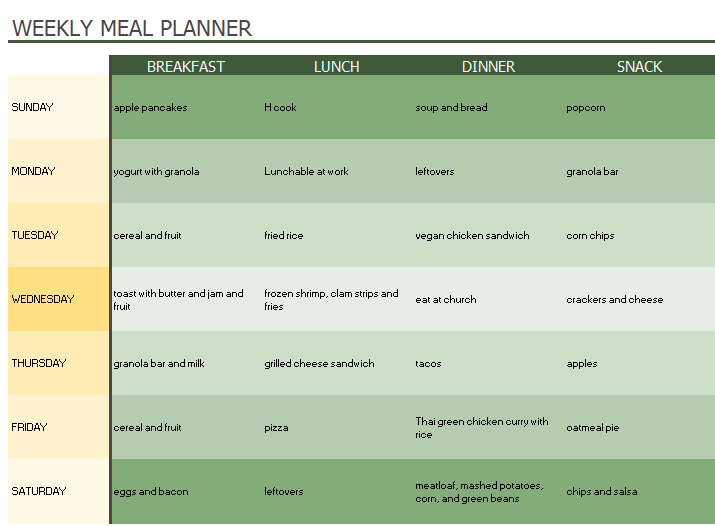 WEEKLY MEAL PLANNER
BREAKFAST LUNCH DINNER SNACK
SUNDAY apple pancakes H cook soup and bread popcorn
MONDAY yogurt with granola Lunchable at work leftovers granola bar
TUESDAY cereal and fruit fried rice vegan chicken sandwich corn chips
WEDNESDAY toast with butter and jam and frozen shrimp, clam strips and eat at church crackers and cheese
fruit fries
THURSDAY granola bar and milk grilled cheese sandwich tacos apples
FRIDAY cereal and fruit pizza Thai green chicken curry with oatmeal pie
rice
SATURDAY eggs and bacon leftovers meatloaf, mashed potatoes, chips and salsa
corn, and green beans